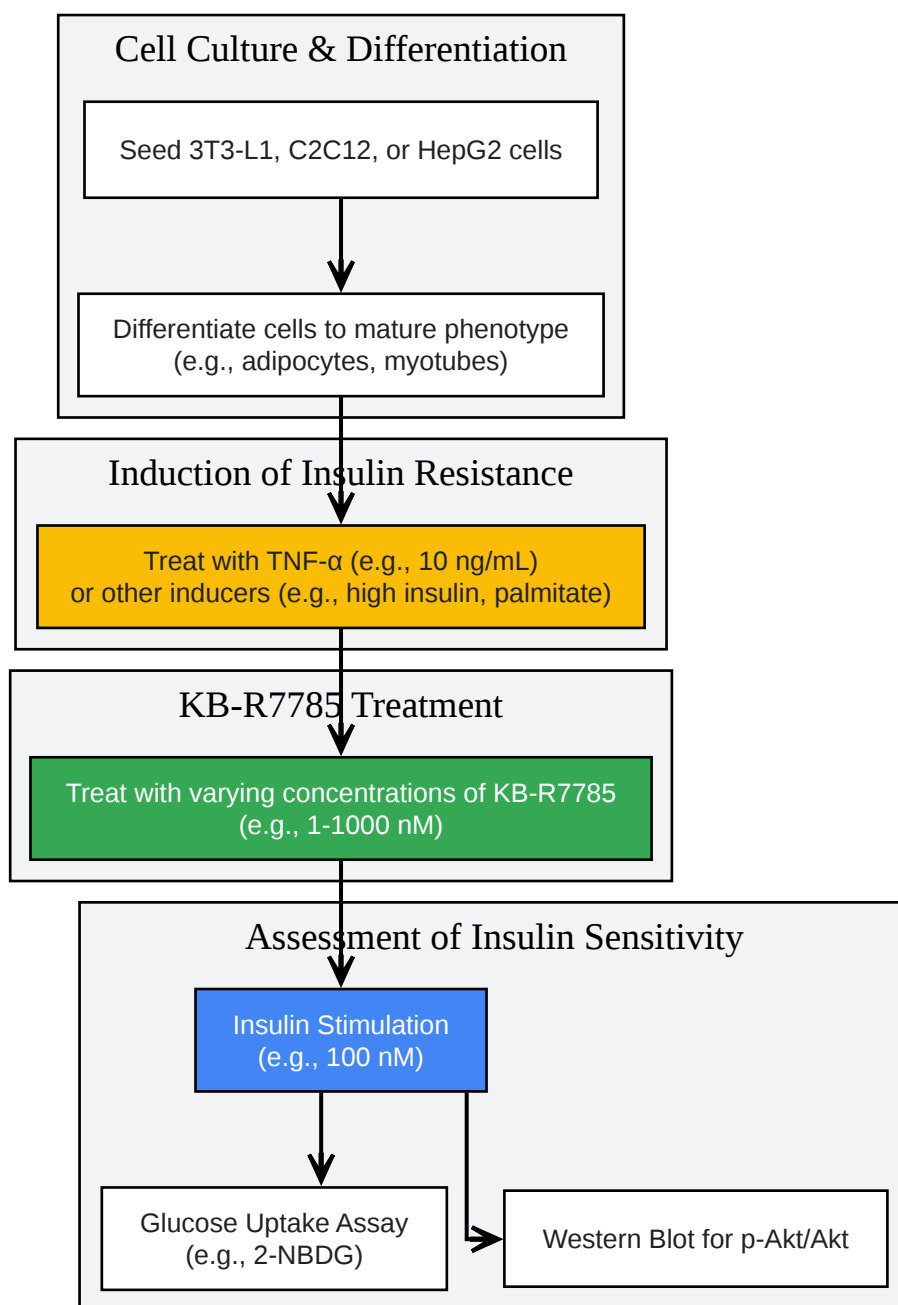 Cell Culture & Differentiation
Seed 3T3-L1, C2C12, or HepG2 cells
Differentiate cells to mature phenotype
(e.g., adipocytes, myotubes)
Induction of Insulin Resistance
Treat with TNF-α (e.g., 10 ng/mL)
or other inducers (e.g., high insulin, palmitate)
KB-R7785 Treatment
Treat with varying concentrations of KB-R7785
(e.g., 1-1000 nM)
Assessment of Insulin Sensitivity
Insulin Stimulation
(e.g., 100 nM)
Glucose Uptake Assay
(e.g., 2-NBDG)
Western Blot for p-Akt/Akt